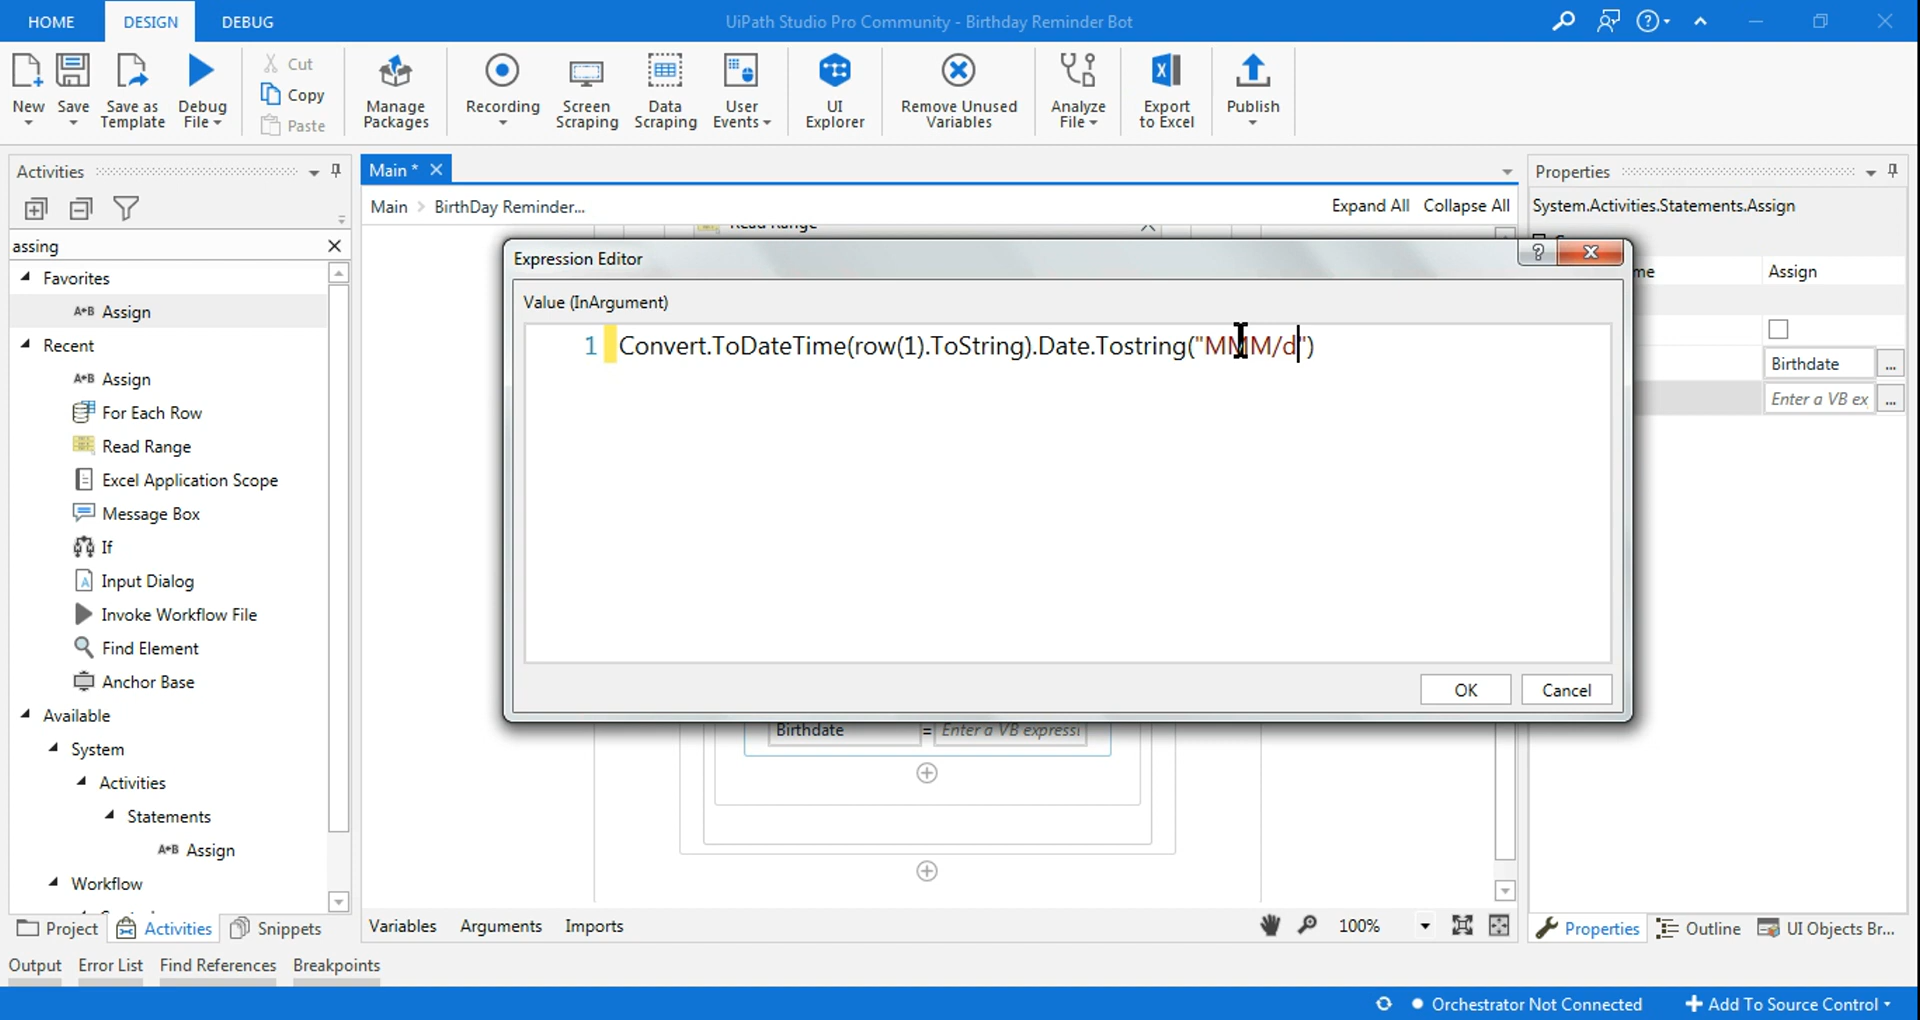 HOME
DESIGN
DEBUG
UiPath Studio Pro Community - Birthday Reminder Bot
New
Save
Save as Template
Debug File
Cut
Copy
Paste
Manage Packages
Recording
Screen Scraping
Data Scraping
User Events
UI Explorer
Remove Unused Variables
Analyze File
Export to Excel
Publish
Activities
Main *
Properties
Main > BirthDay Reminder...
Expand All
Collapse All
System.Activities.Statements.Assign
assing
Read Range
Expression Editor
Favorites
me
Assign
Assign
Value (InArgument)
1 Convert.ToDateTime(row(1).ToString).Date.Tostring("MMM/d")
Recent
Birthdate
...
Assign
Enter a VB ex
...
For Each Row
Read Range
Excel Application Scope
Message Box
If
Input Dialog
Invoke Workflow File
Find Element
Anchor Base
OK
Cancel
Available
Birthdate = Enter a VB expressi
System
Activities
Statements
Assign
Workflow
Project
Activities
Snippets
Variables
Arguments
Imports
100%
Properties
Outline
UI Objects Br...
Output
Error List
Find References
Breakpoints
Orchestrator Not Connected
Add To Source Control